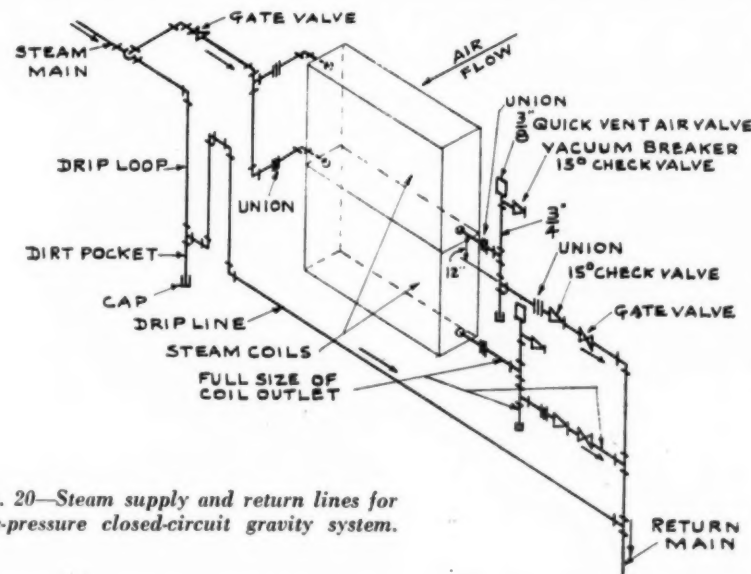 GATE VALVE
STEAM
MAIN
AIR
FLOW
UNION
3/8" QUICK VENT AIR VALVE
VACUUM BREAKER
15° CHECK VALVE
DRIP LOOP
UNION
3/4"
DIRT POCKET
12"
UNION
15° CHECK VALVE
CAP
GATE VALVE
DRIP LINE
STEAM COILS
FULL SIZE OF
COIL OUTLET
. 20—Steam supply and return lines for
-pressure closed-circuit gravity system.
RETURN
MAIN